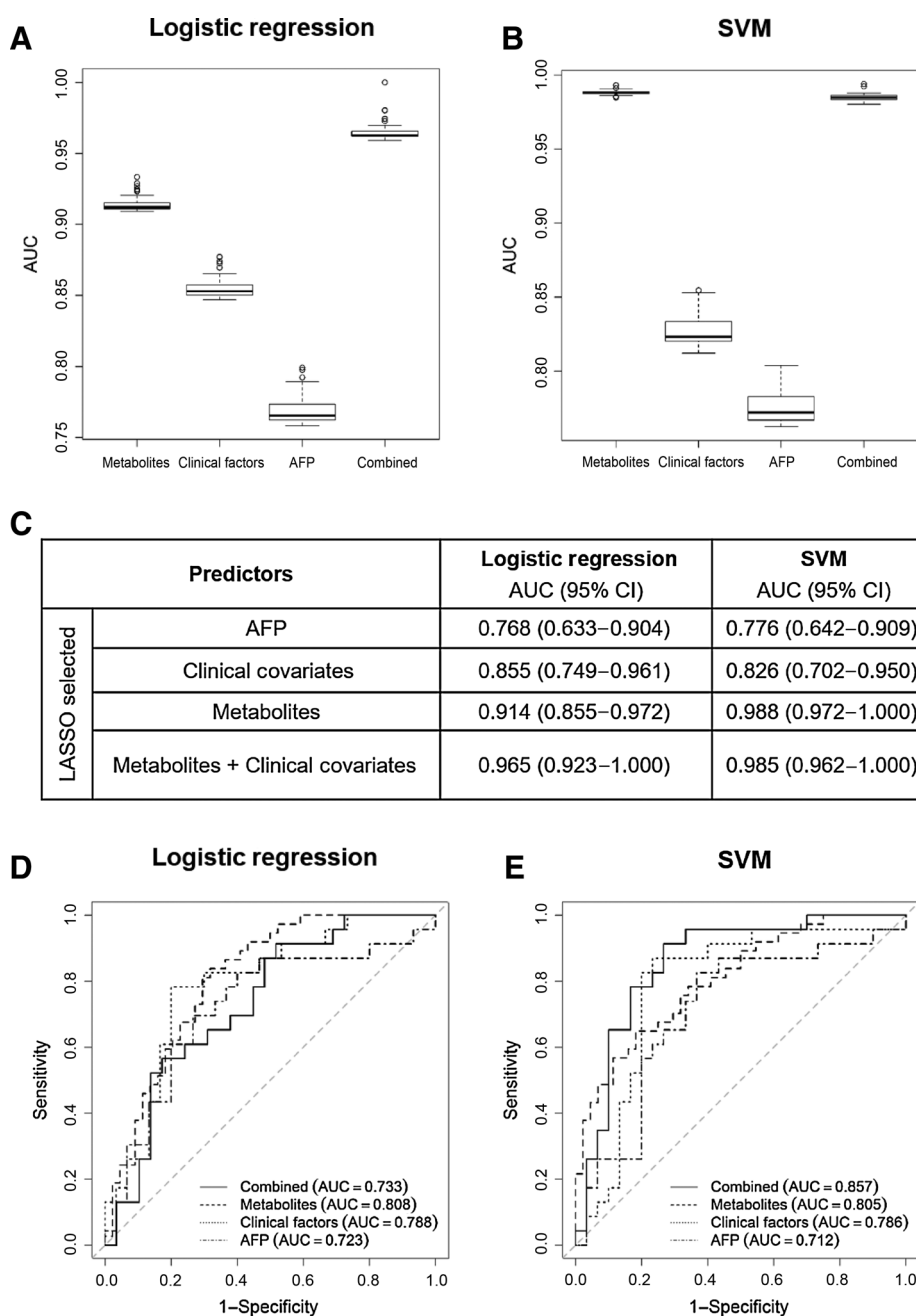 A
Logistic regression
AUC
1.00
0.95
0.90
0.85
0.80
0.75
Metabolites
Clinical factors
AFP
Combined
B
SVM
AUC
1.00
0.95
0.90
0.85
0.80
Metabolites
Clinical factors
AFP
Combined
C
Predictors
Logistic regression
AUC (95% CI)
SVM
AUC (95% CI)
LASSO selected
AFP
0.768 (0.633–0.904)
0.776 (0.642–0.909)
Clinical covariates
0.855 (0.749–0.961)
0.826 (0.702–0.950)
Metabolites
0.914 (0.855–0.972)
0.988 (0.972–1.000)
Metabolites + Clinical covariates
0.965 (0.923–1.000)
0.985 (0.962–1.000)
D
Logistic regression
Sensitivity
1.0
0.8
0.6
0.4
0.2
0.0
Combined (AUC = 0.733)
Metabolites (AUC = 0.808)
Clinical factors (AUC = 0.788)
AFP (AUC = 0.723)
0.0 0.2 0.4 0.6 0.8 1.0
1–Specificity
E
SVM
Sensitivity
1.0
0.8
0.6
0.4
0.2
0.0
Combined (AUC = 0.857)
Metabolites (AUC = 0.805)
Clinical factors (AUC = 0.786)
AFP (AUC = 0.712)
0.0 0.2 0.4 0.6 0.8 1.0
1–Specificity